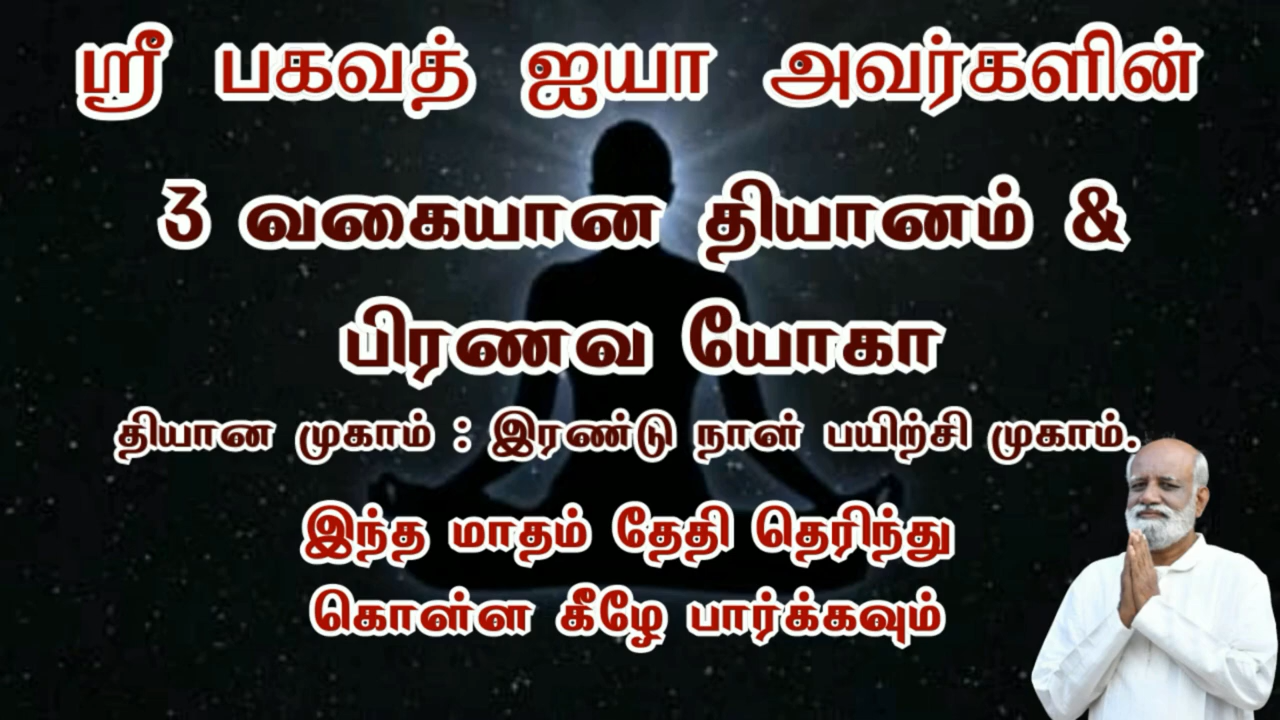 ஸ்ரீ பகவத் ஐயா அவர்களின்
3 வகையான தியானம் &
பிரணவ யோகா
தியான முகாம் : இரண்டு நாள் பயிற்சி முகாம்.
இந்த மாதம் தேதி தெரிந்து
கொள்ள கீழே பார்க்கவும்